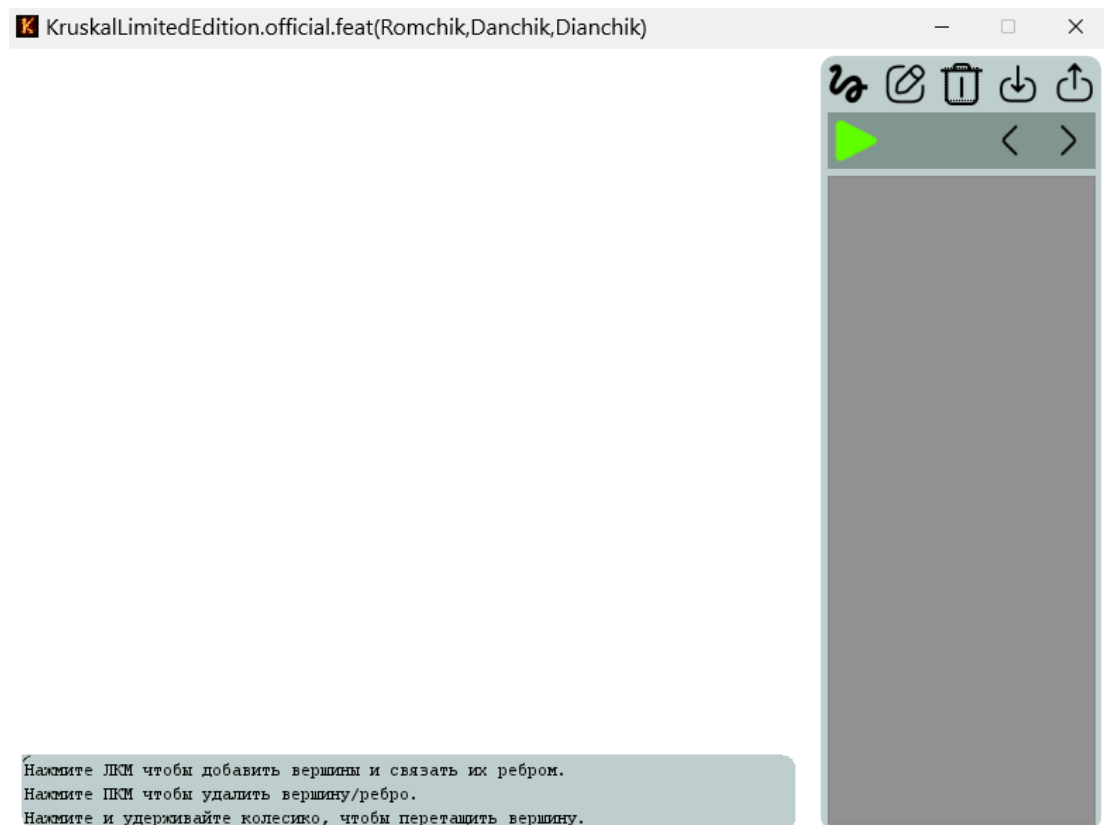 KruskalLimitedEdition.official.feat(Romchik,Danchik,Dianchik)
Нажмите ЛКМ чтобы добавить вершины и связать их ребром.
Нажмите ПКМ чтобы удалить вершину/ребро.
Нажмите и удерживайте колесико, чтобы перетащить вершину.